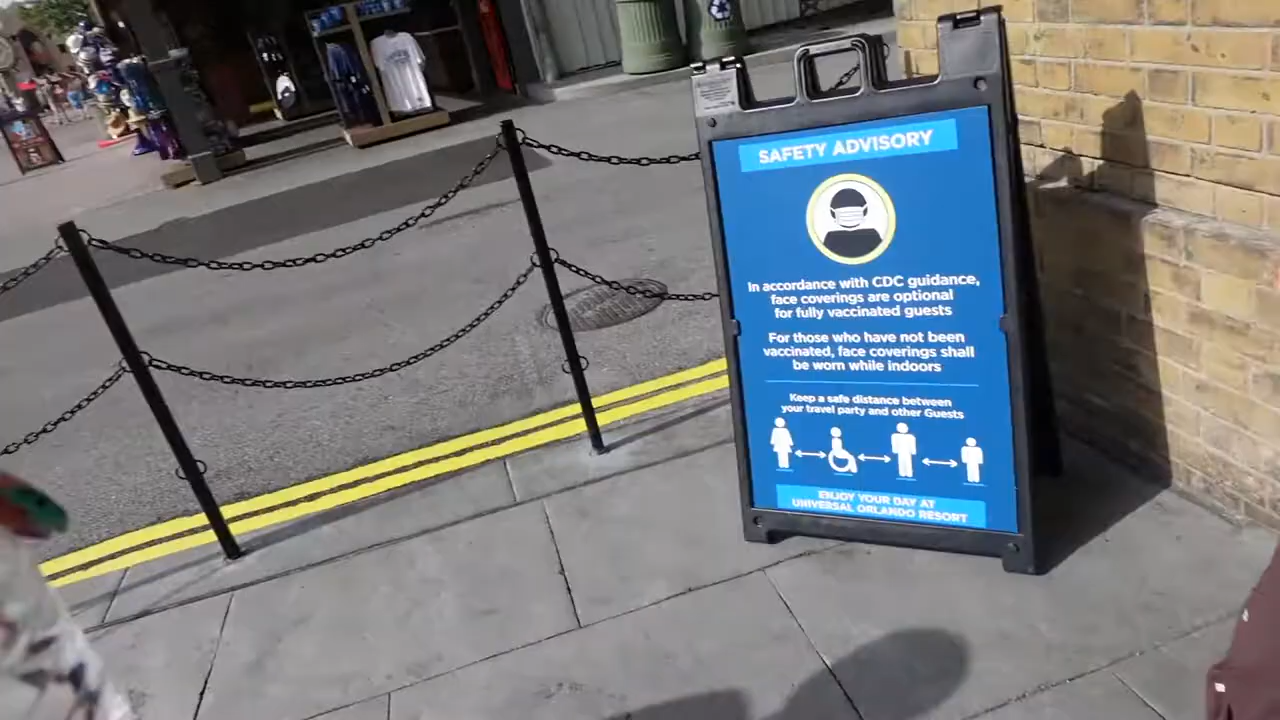 SAFETY ADVISORY
In accordance with CDC guidance,
face coverings are optional
for fully vaccinated guests
For those who have not been
vaccinated, face coverings shall
be worn while indoors
Keep a safe distance between
your travel party and other Guests
ENJOY YOUR DAY AT
UNIVERSAL ORLANDO RESORT